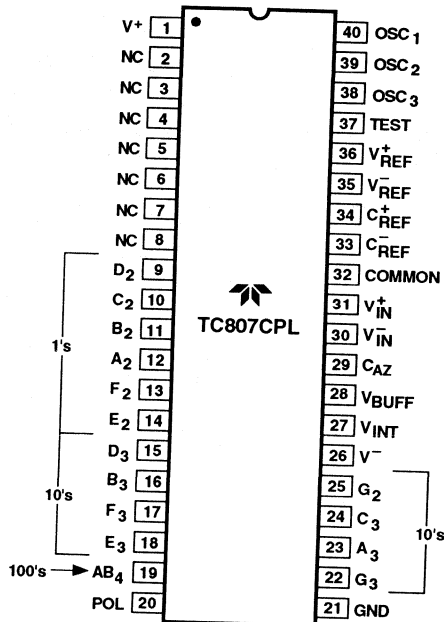 V+ 1
NC 2
NC 3
NC 4
NC 5
NC 6
NC 7
NC 8
D2 9
C2 10
B2 11
A2 12
F2 13
E2 14
D3 15
B3 16
F3 17
E3 18
AB4 19
POL 20
1's
10's
100's
TC807CPL
40 OSC1
39 OSC2
38 OSC3
37 TEST
36 V+REF
35 V−REF
34 C+REF
33 C−REF
32 COMMON
31 V+IN
30 V−IN
29 CAZ
28 VBUFF
27 VINT
26 V−
25 G2
24 C3
23 A3
22 G3
21 GND
10's